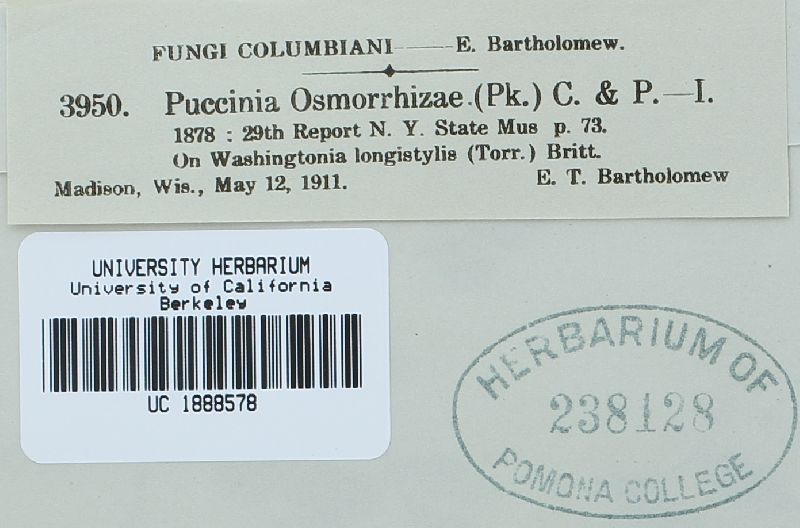 FUNGI COLUMBIANI — E. Bartholomew.
3950. Puccinia Osmorrhizae (Pk.) C. & P.—I.
1878 : 29th Report N. Y. State Mus p. 73.
On Washingtonia longistylis (Torr.) Britt.
Madison, Wis., May 12, 1911. E. T. Bartholomew
UNIVERSITY HERBARIUM
University of California
Berkeley
UC 1888578
HERBARIUM OF
238128
POMONA COLLEGE